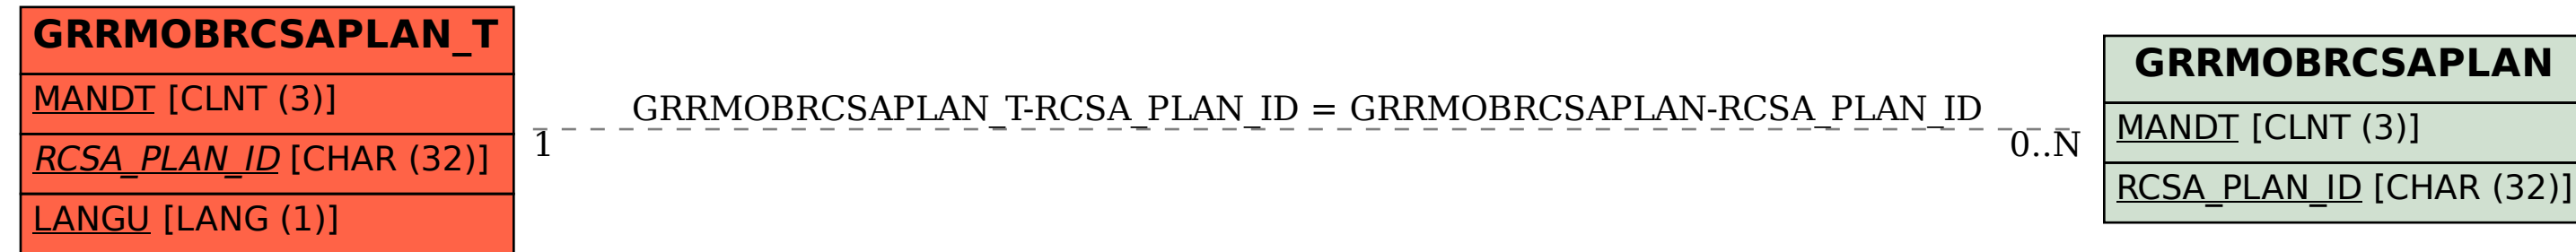 GRRMOBRCSAPLAN_T
MANDT [CLNT (3)]
RCSA_PLAN_ID [CHAR (32)]
LANGU [LANG (1)]
GRRMOBRCSAPLAN_T-RCSA_PLAN_ID = GRRMOBRCSAPLAN-RCSA_PLAN_ID
1
0..N
GRRMOBRCSAPLAN
MANDT [CLNT (3)]
RCSA_PLAN_ID [CHAR (32)]